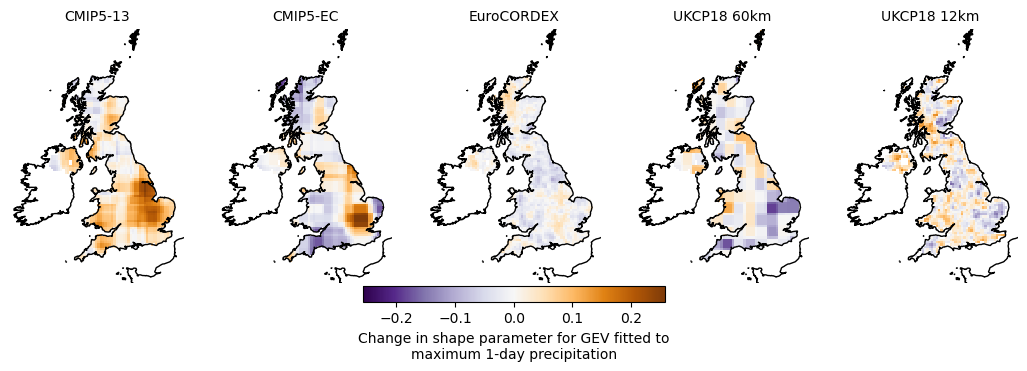 CMIP5-13 CMIP5-EC EuroCORDEX UKCP18 60km UKCP18 12km
−0.2 −0.1 0.0 0.1 0.2
Change in shape parameter for GEV fitted to
maximum 1-day precipitation